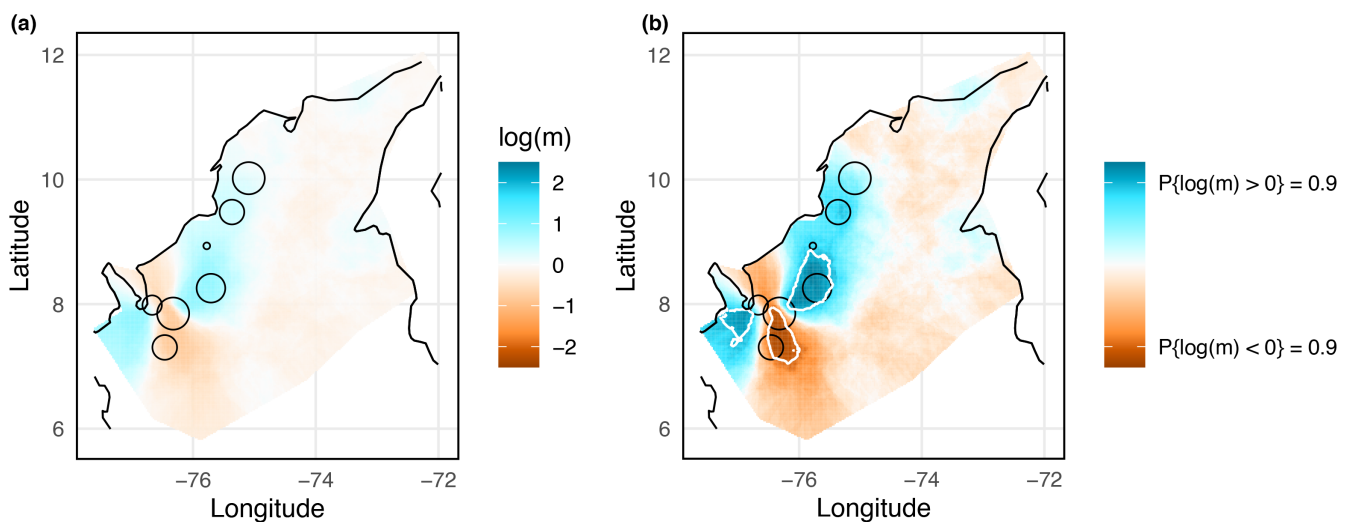 (a)
12
10
8
6
Latitude
−76
−74
−72
Longitude
log(m)
2
1
0
−1
−2
(b)
12
10
8
6
Latitude
−76
−74
−72
Longitude
P{log(m) > 0} = 0.9
P{log(m) < 0} = 0.9